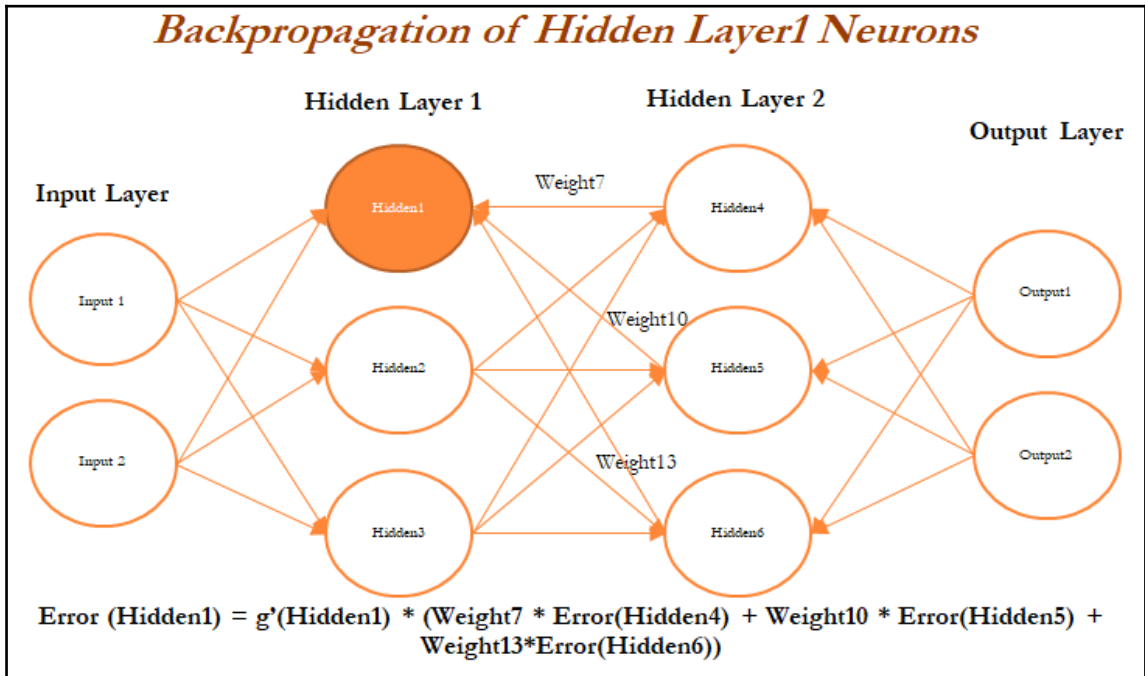 Backpropagation of Hidden Layer1 Neurons
Hidden Layer 1
Hidden Layer 2
Output Layer
Input Layer
Weight7
Hidden1
Hidden4
Input 1
Output1
Weight10
Hidden2
Hidden5
Input 2
Output2
Weight13
Hidden3
Hidden6
Error (Hidden1) = g’(Hidden1) * (Weight7 * Error(Hidden4) + Weight10 * Error(Hidden5) +
Weight13*Error(Hidden6))